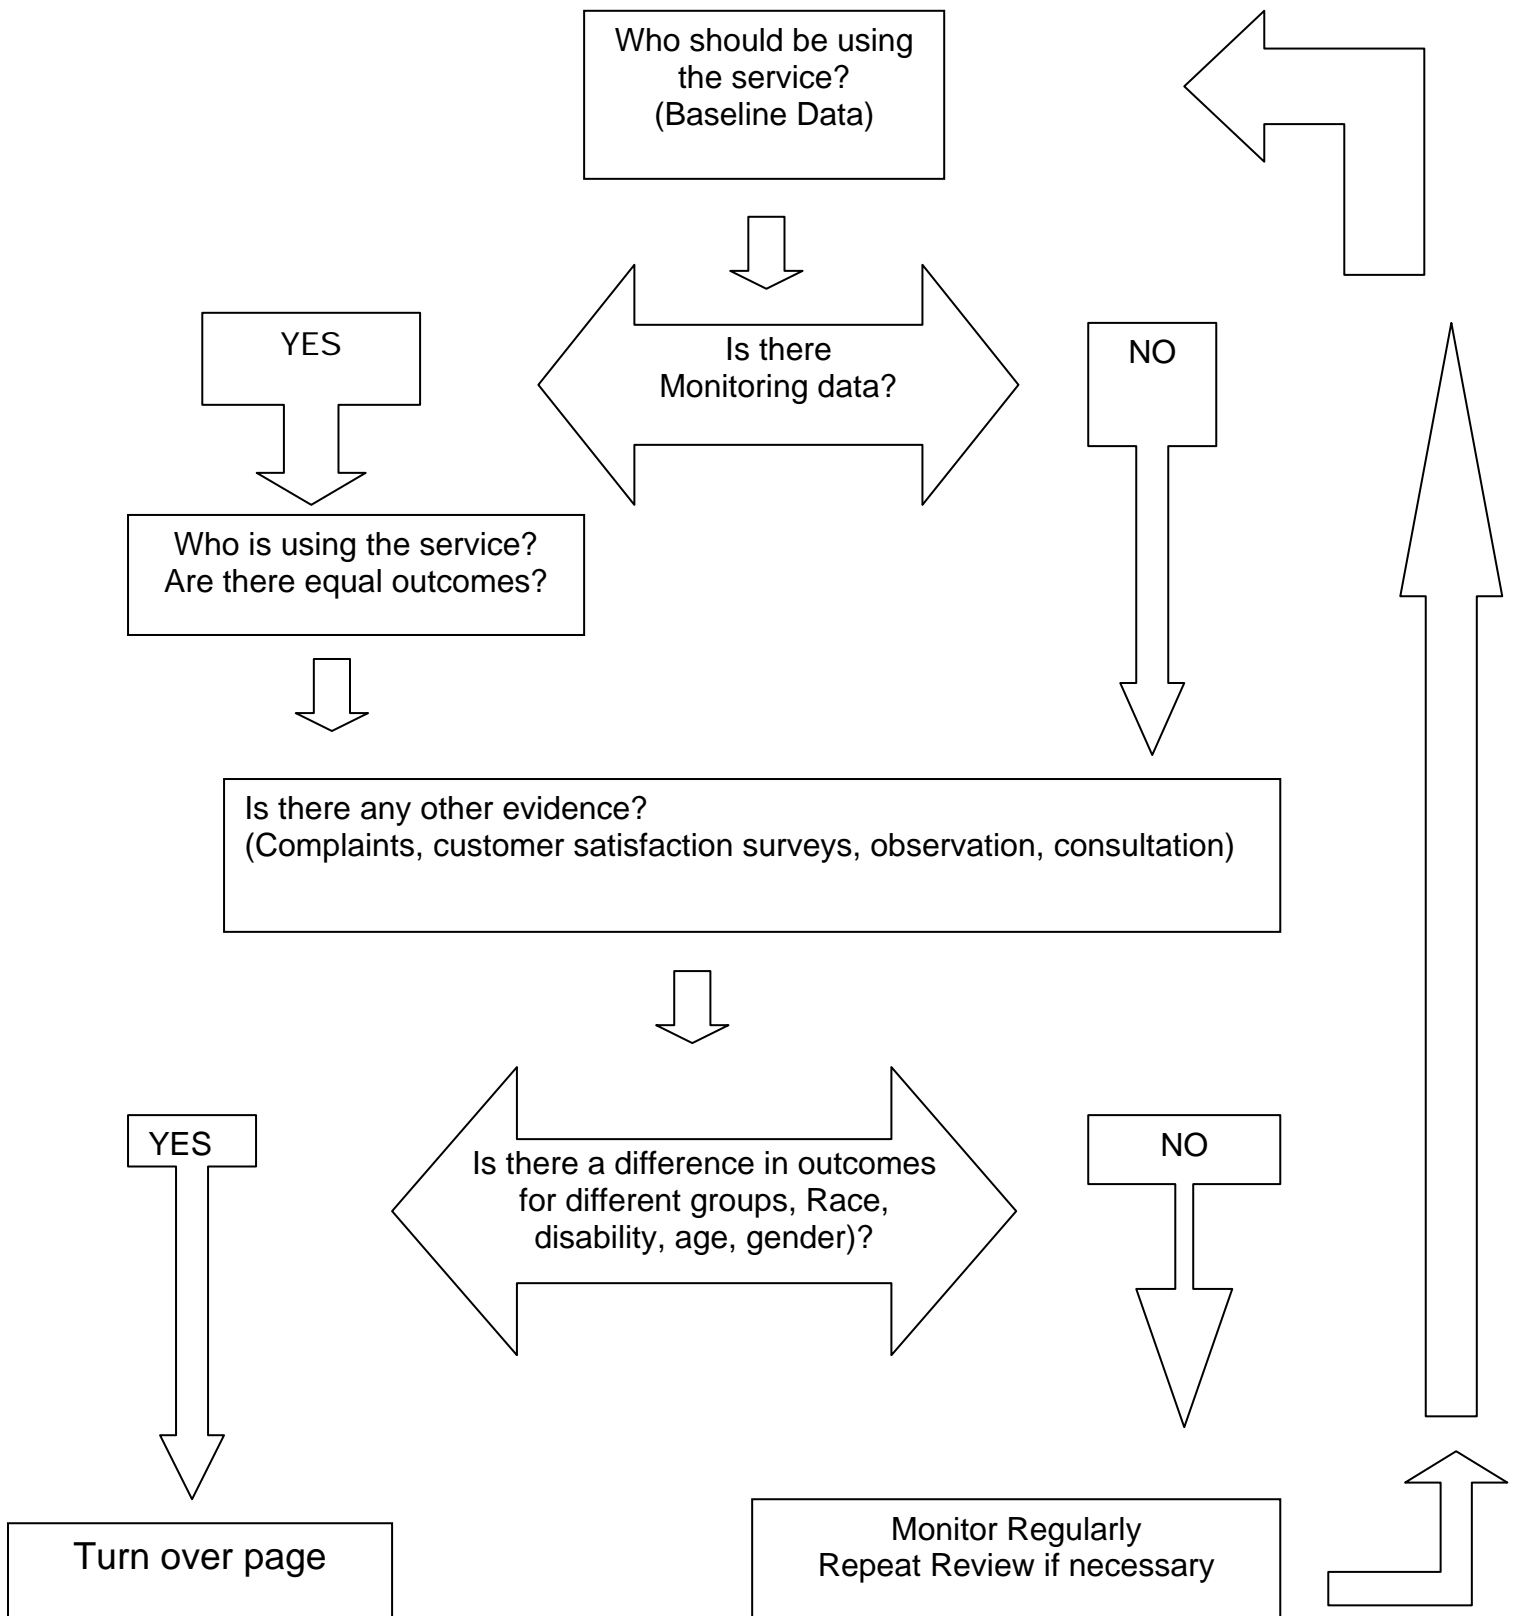 Who should be using
the service?
(Baseline Data)
YES
Is there
Monitoring data?
NO
Who is using the service?
Are there equal outcomes?
Is there any other evidence?
(Complaints, customer satisfaction surveys, observation, consultation)
YES
Is there a difference in outcomes
for different groups, Race,
disability, age, gender)?
NO
Turn over page
Monitor Regularly
Repeat Review if necessary